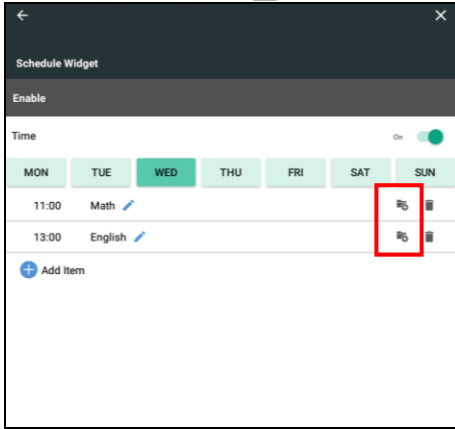 Schedule Widget
Enable
Time On
MON TUE WED THU FRI SAT SUN
11:00 Math
13:00 English
Add Item